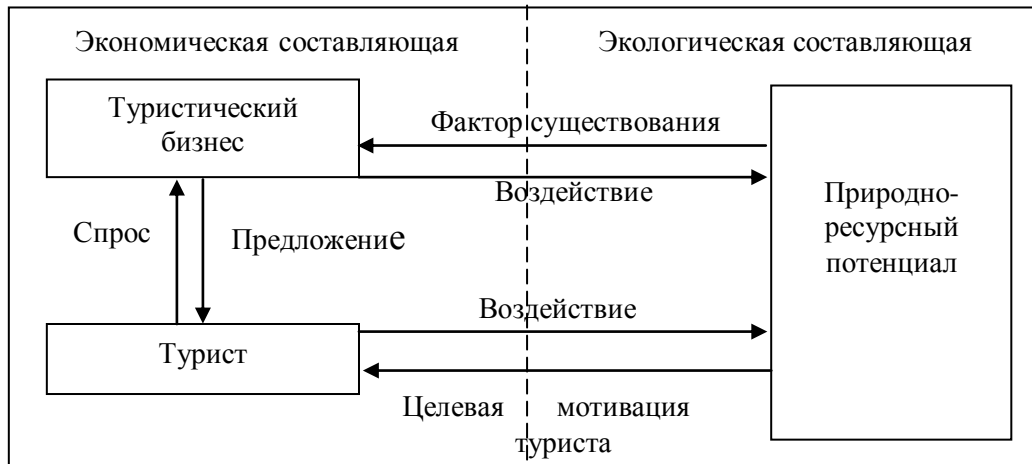 Экономическая составляющая
Экологическая составляющая
Туристический
бизнес
Фактор существования
Воздействие
Природно-
ресурсный
потенциал
Спрос
Предложение
Воздействие
Турист
Целевая мотивация
туриста